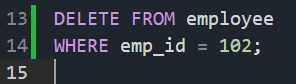 13 DELETE FROM employee
14 WHERE emp_id = 102;
15